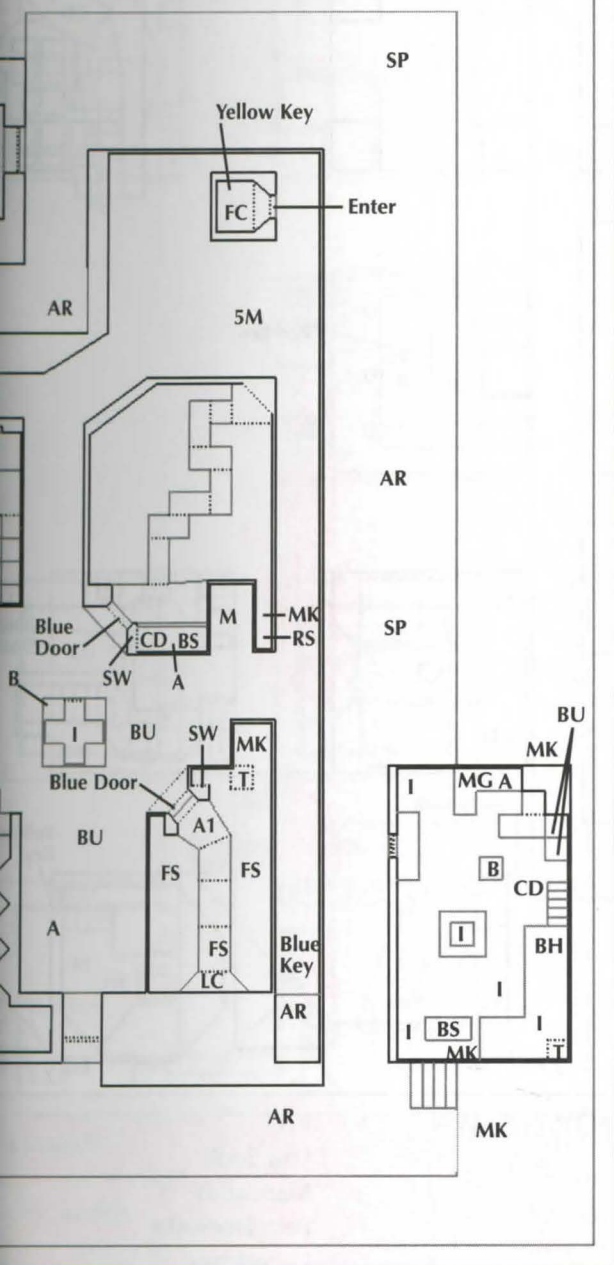 SP
Yellow Key
FC
Enter
AR
5M
AR
M
MK
RS
Blue
Door
CD BS
SP
SW
A
B
I
BU
SW
MK
BU
MK
Blue Door
T
I
MG A
A1
BU
FS
FS
B
CD
A
I
BH
FS
Blue
Key
LC
I
AR
I
BS
I
MK
T
AR
MK